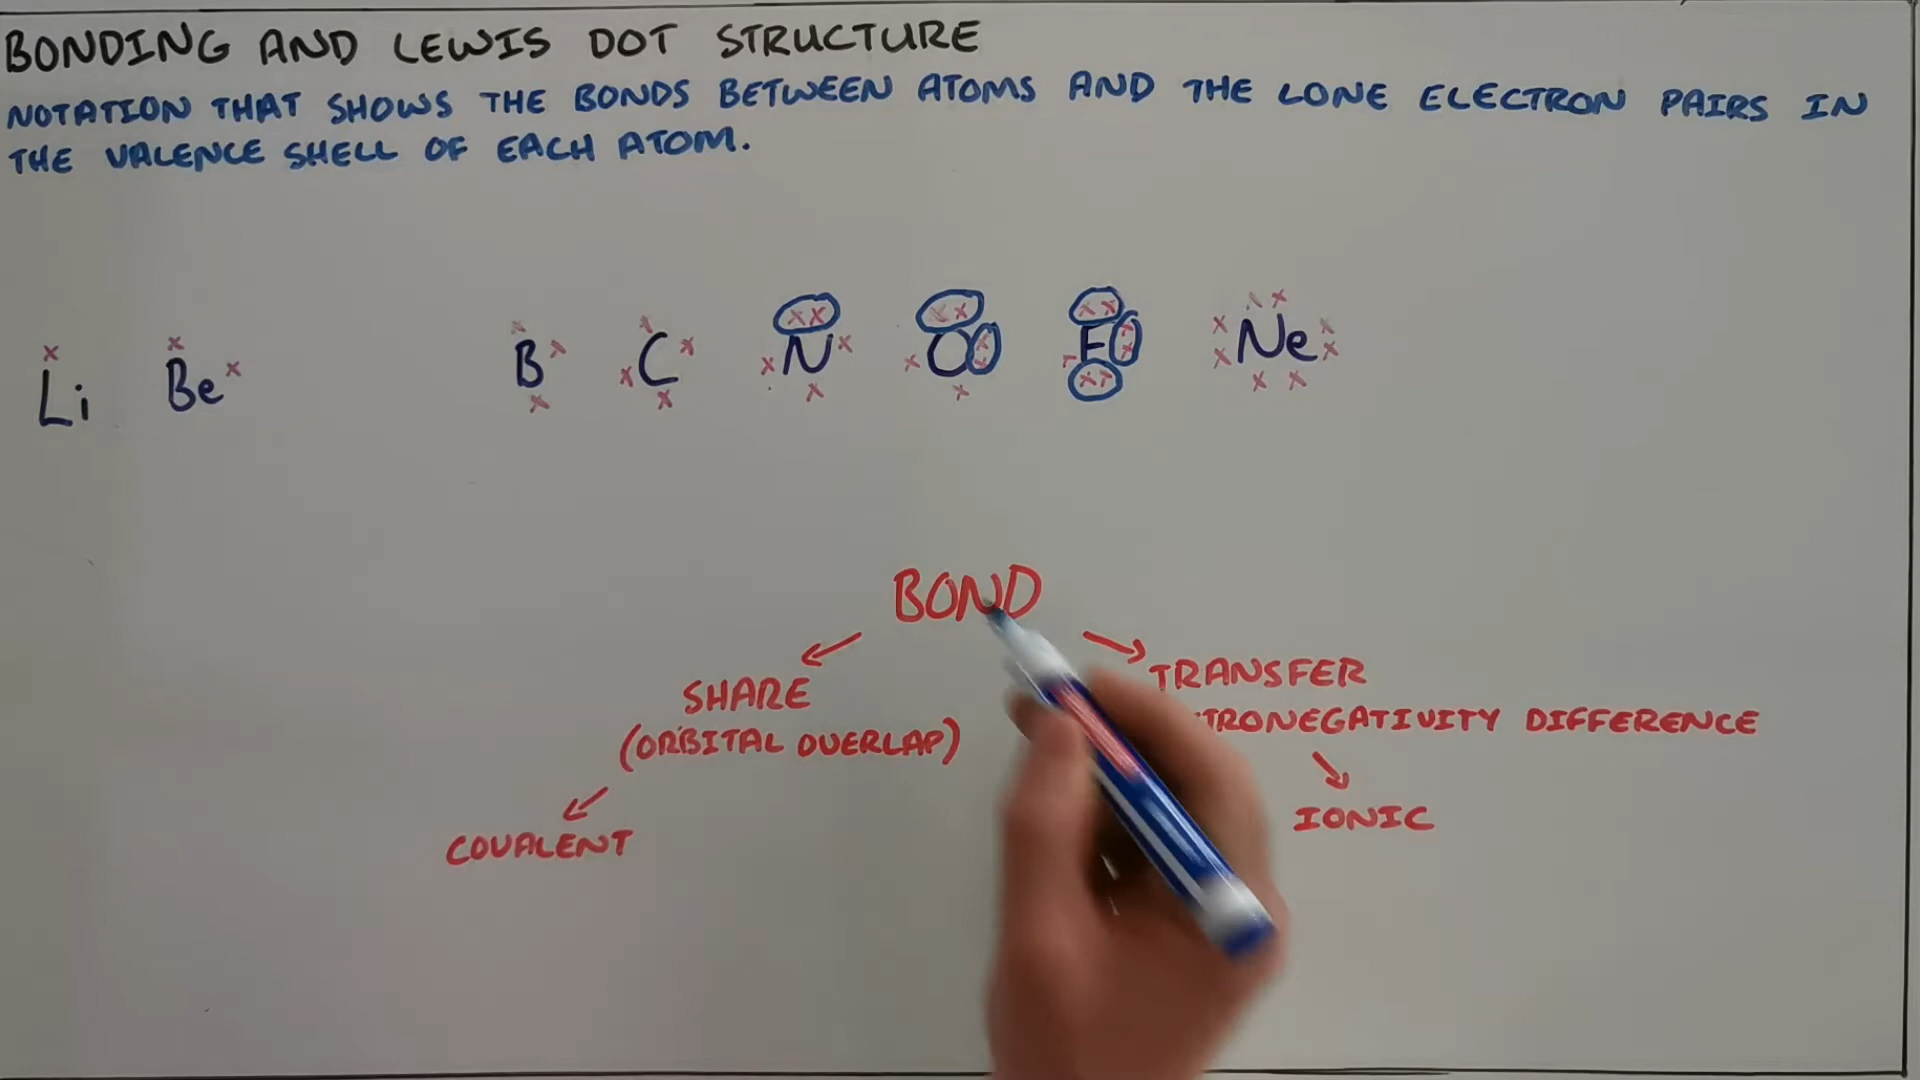 BONDING AND LEWIS DOT STRUCTURE
NOTATION THAT SHOWS THE BONDS BETWEEN ATOMS AND THE LONE ELECTRON PAIRS IN
THE VALENCE SHELL OF EACH ATOM.
Li Be B C N O F Ne
BOND
SHARE
(ORBITAL OVERLAP)
COVALENT
TRANSFER
TRONEGATIVITY DIFFERENCE
IONIC